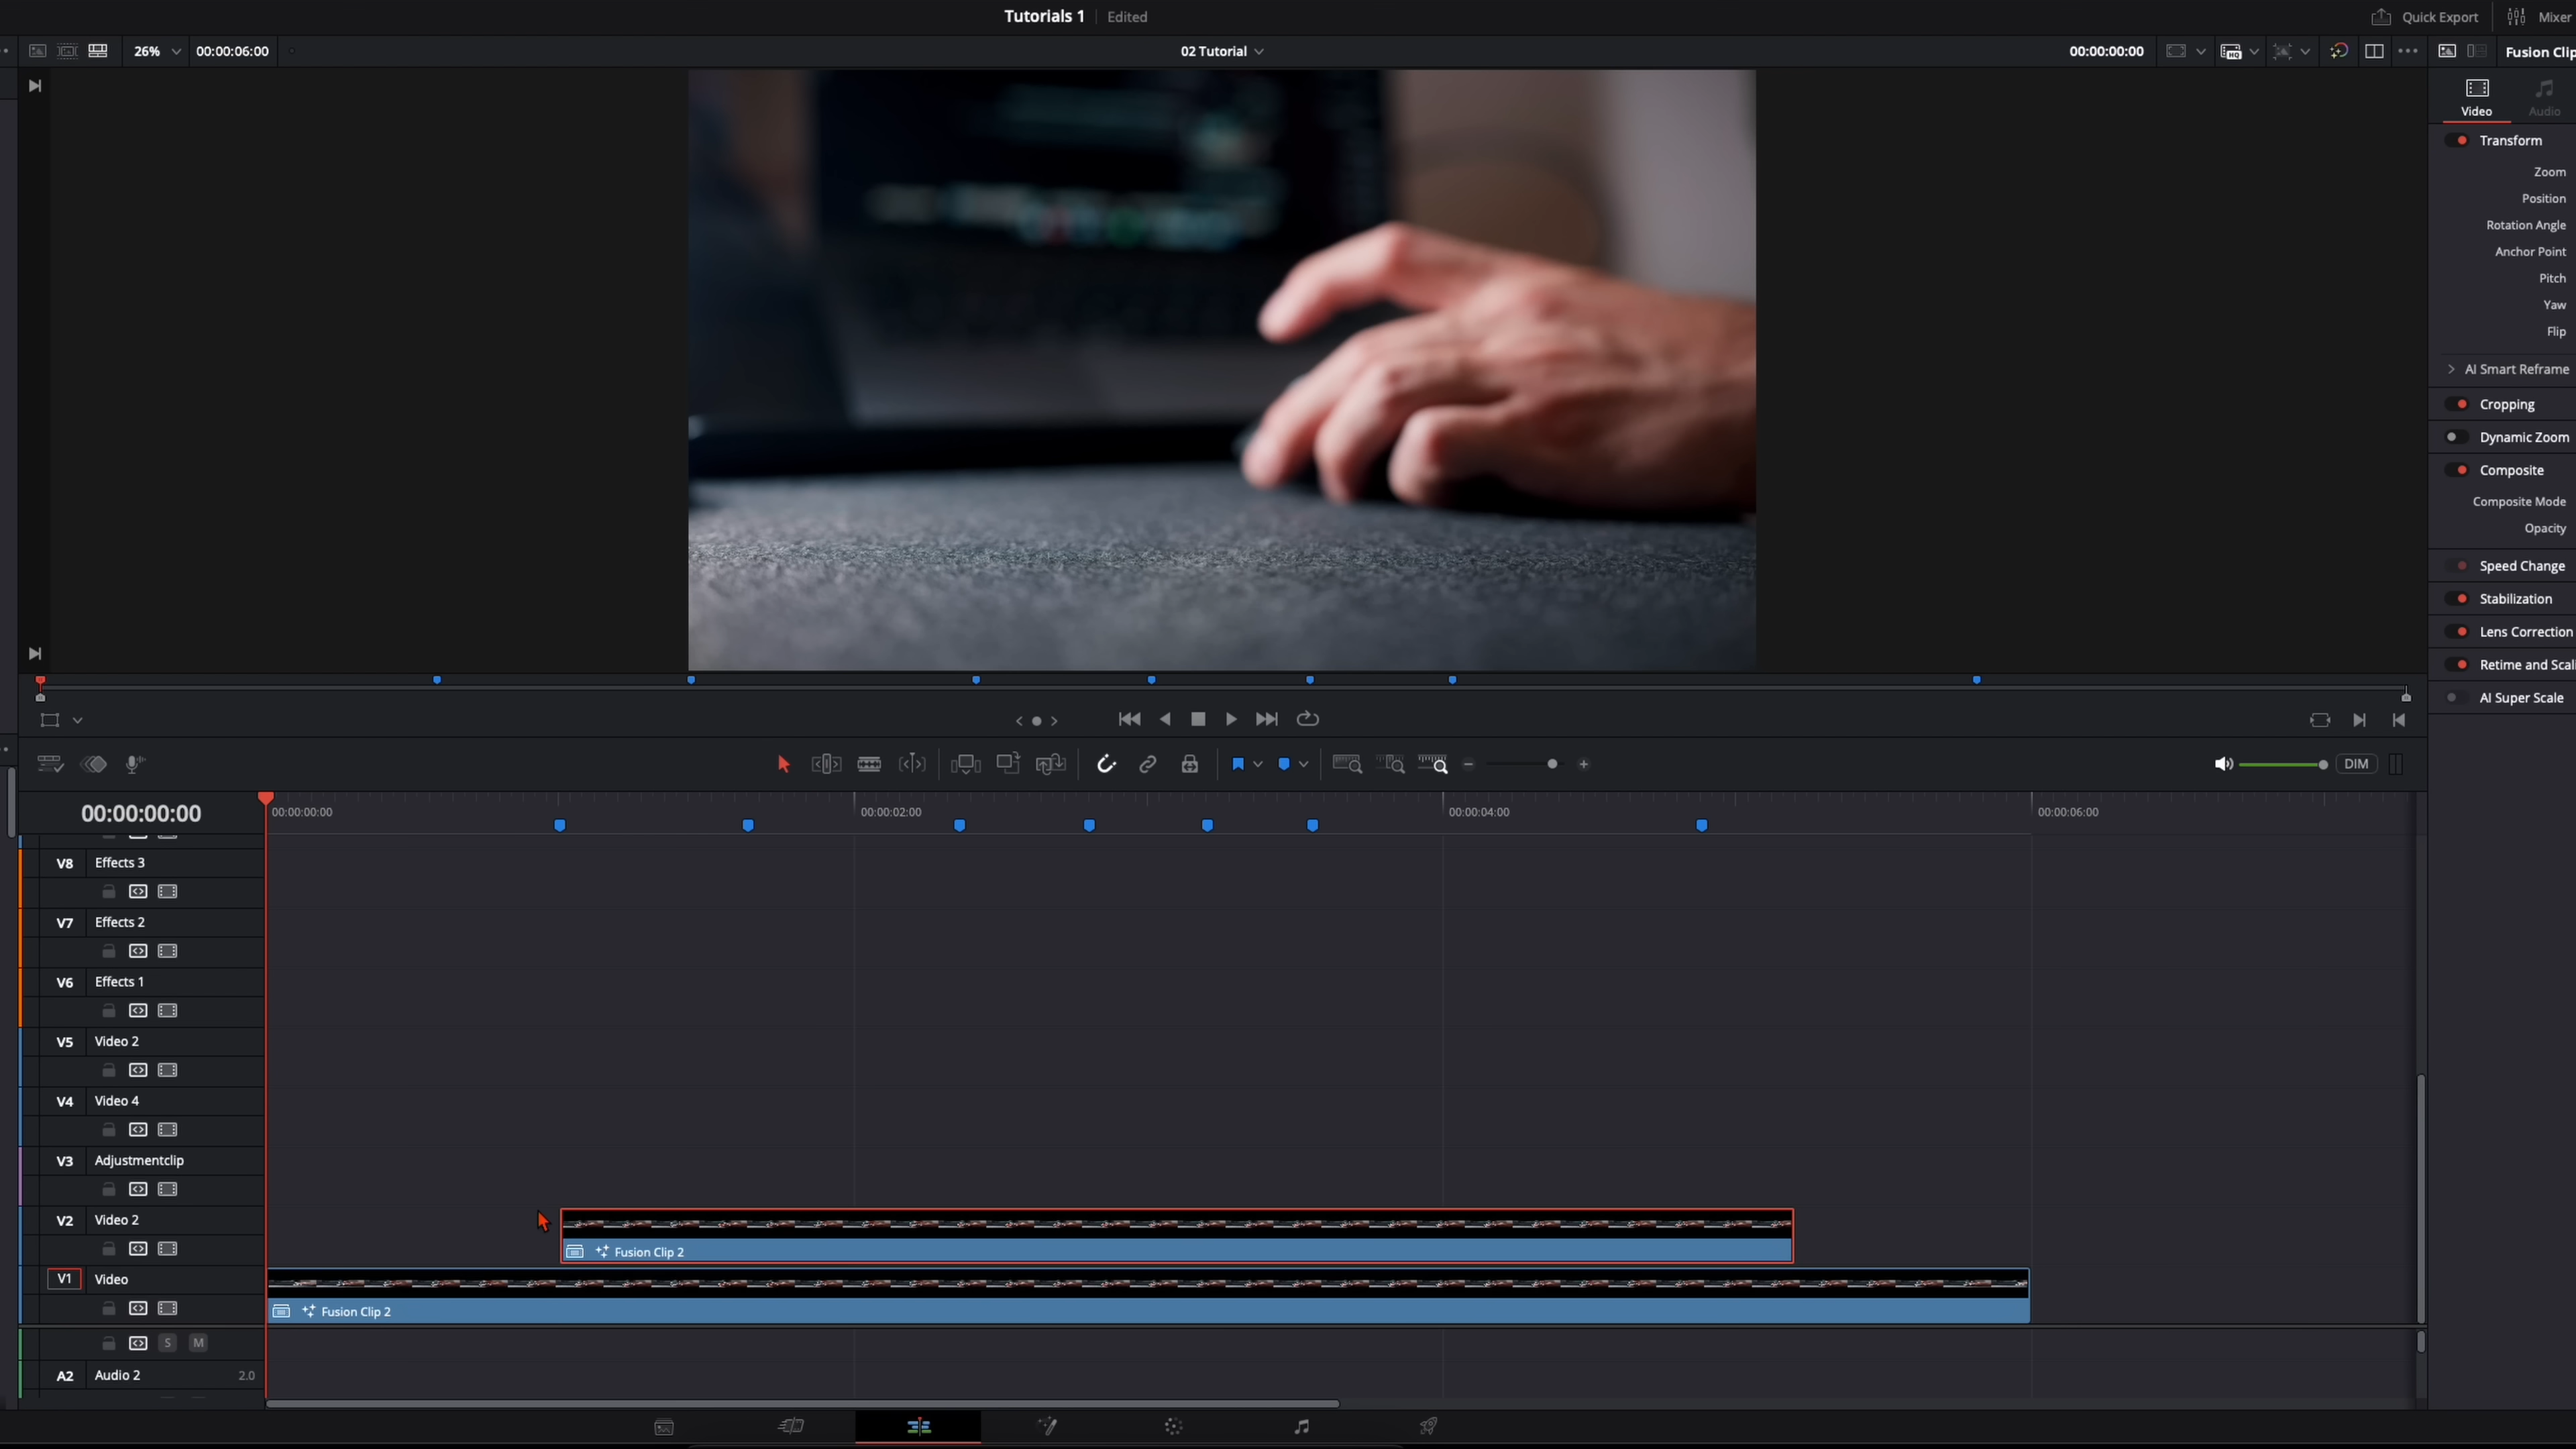 Tutorials 1 Edited
Quick Export Mixer
26% 00:00:06:00 02 Tutorial 00:00:00:00 Fusion Clip
Video Audio
Transform
Zoom
Position
Rotation Angle
Anchor Point
Pitch
Yaw
Flip
AI Smart Reframe
Cropping
Dynamic Zoom
Composite
Composite Mode
Opacity
Speed Change
Stabilization
Lens Correction
Retime and Scali
AI Super Scale
DIM
00:00:00:00 00:00:00:00 00:00:02:00 00:00:04:00 00:00:06:00
V8 Effects 3
V7 Effects 2
V6 Effects 1
V5 Video 2
V4 Video 4
V3 Adjustmentclip
V2 Video 2
Fusion Clip 2
V1 Video
Fusion Clip 2
S M
A2 Audio 2 2.0